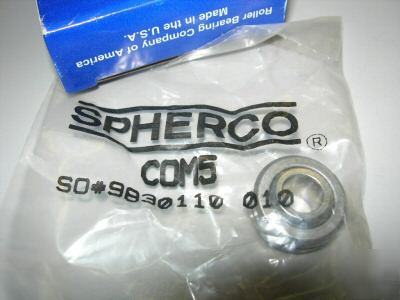 Roller Bearing Company of America
Made in the U.S.A.
SPHERCO ®
COM5
SO#9830110 010